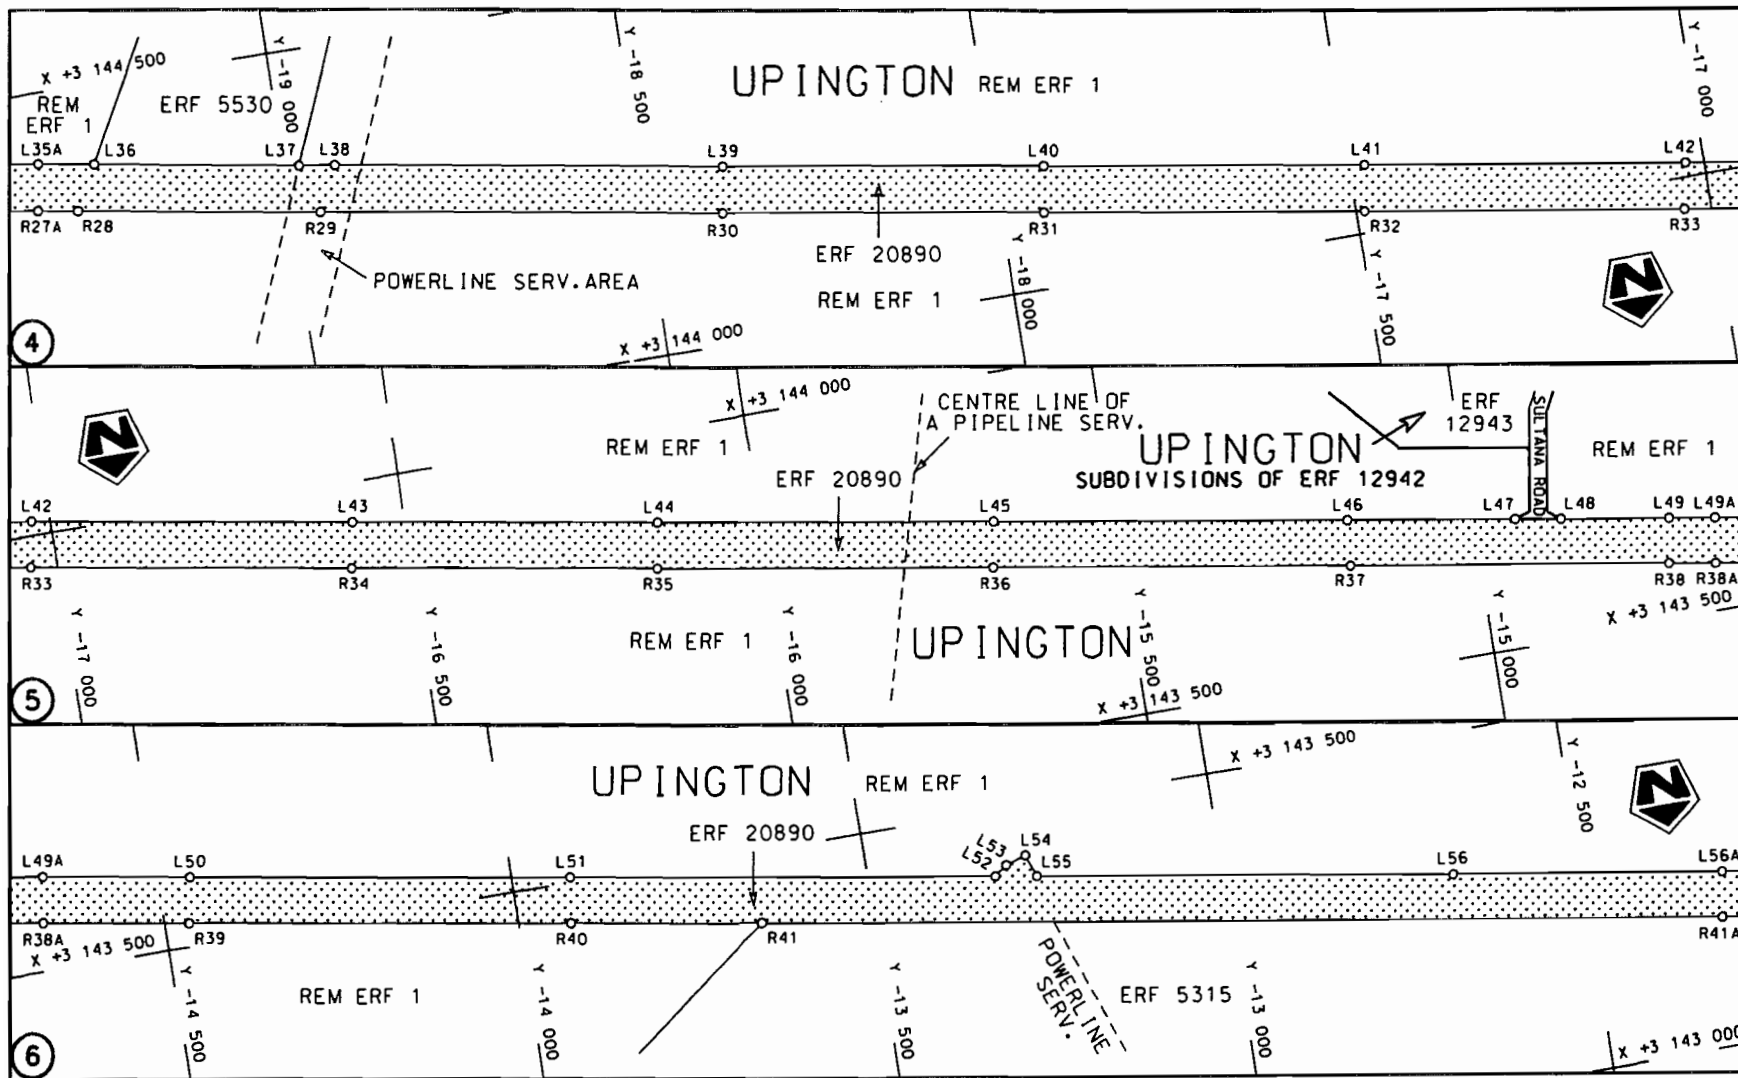 X +3 144 500
REM
ERF 1
ERF 5530
Y -19 000
Y -18 500
UPINGTON REM ERF 1
Y -17 000
L35A L36 L37 L38 L39 L40 L41 L42
R27A R28 R29 R30 R31 R32 R33
ERF 20890
POWERLINE SERV.AREA
REM ERF 1
Y -18 000
Y -17 500
N
X +3 144 000
4
N
X +3 144 000
REM ERF 1
CENTRE LINE OF
A PIPELINE SERV.
ERF
12943
SULTANA ROAD
UPINGTON
REM ERF 1
SUBDIVISIONS OF ERF 12942
ERF 20890
L42 L43 L44 L45 L46 L47 L48 L49 L49A
R33 R34 R35 R36 R37 R38 R38A
Y -17 000
Y -16 500
REM ERF 1
Y -16 000
UPINGTON
Y -15 500
Y -15 000
X +3 143 500
X +3 143 500
5
X +3 143 500
Y -12 500
UPINGTON REM ERF 1
N
ERF 20890
L49A L50 L51 L52 L53 L54 L55 L56 L56A
R38A R39 R40 R41 R41A
X +3 143 500
Y -14 500
REM ERF 1
Y -14 000
Y -13 500
POWERLINE
SERV.
ERF 5315
Y -13 000
X +3 143 000
6